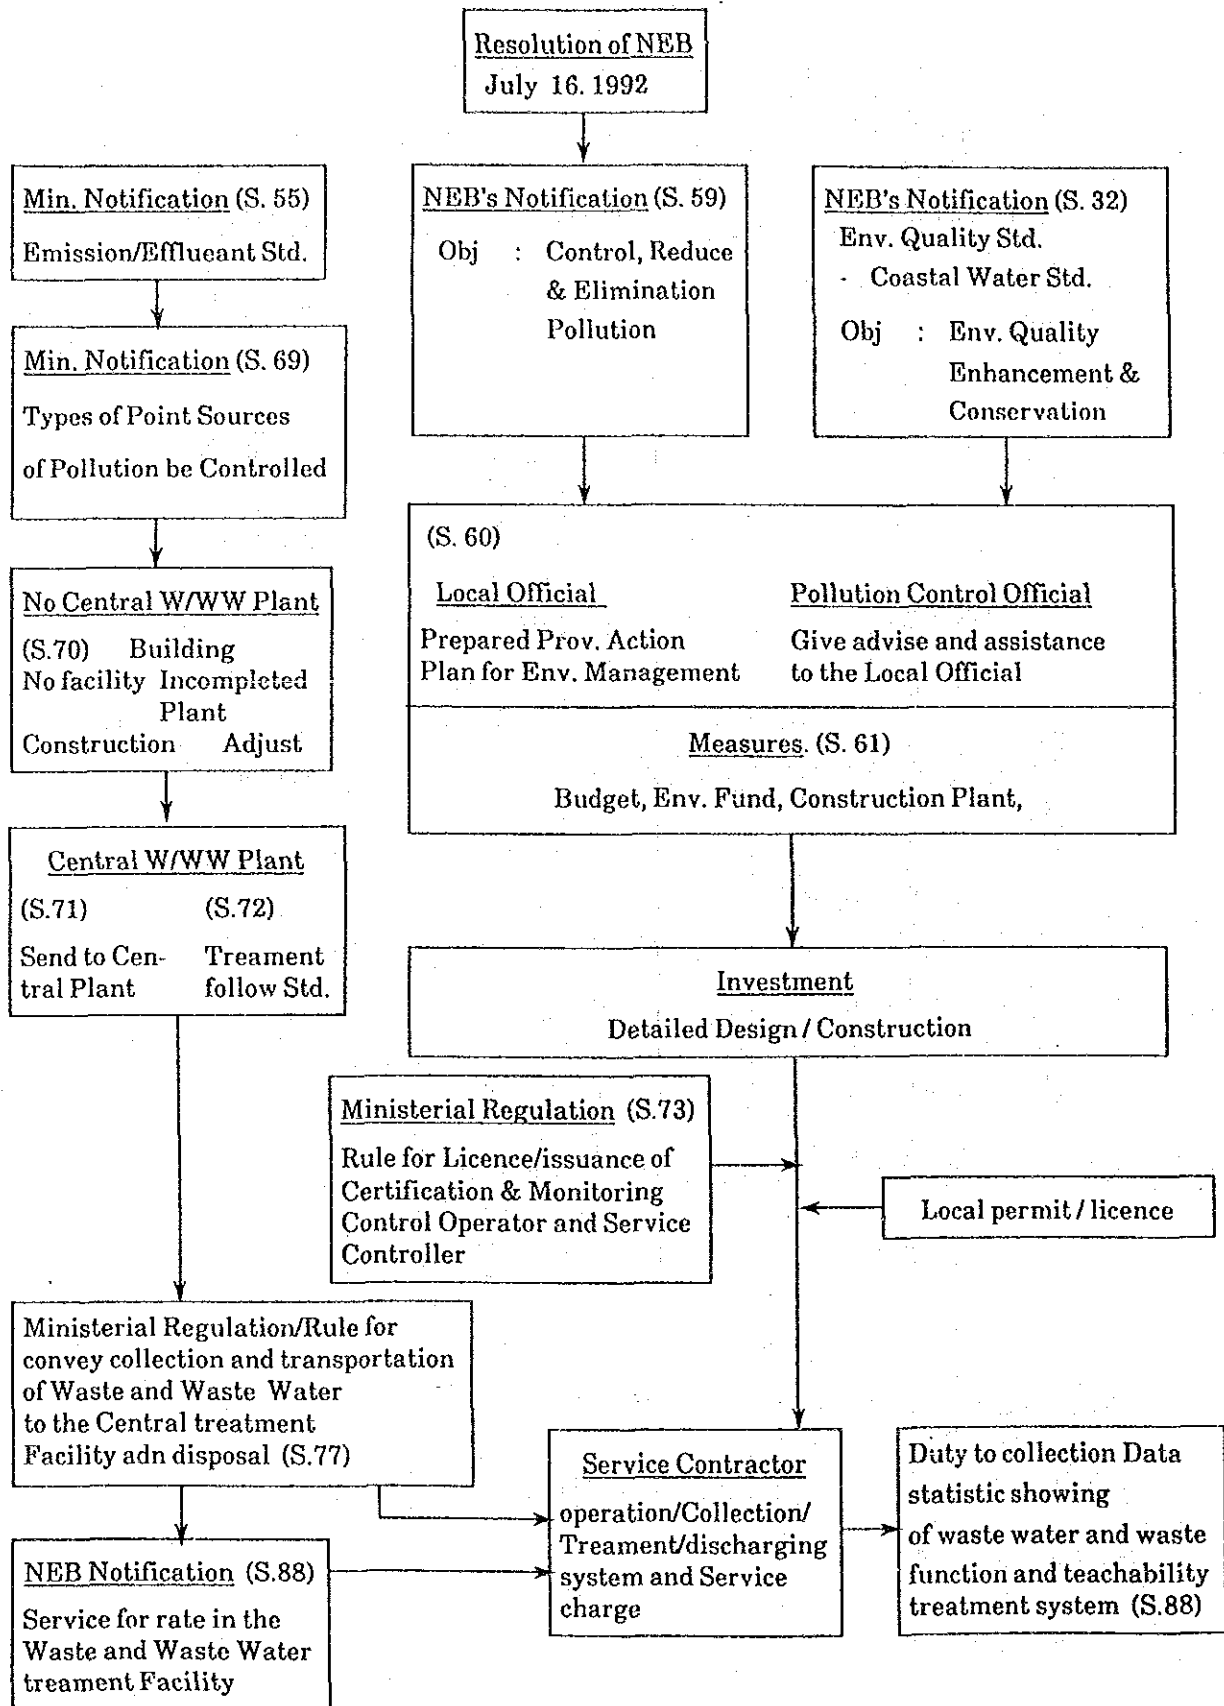 Resolution of NEB
July 16. 1992
Min. Notification (S. 55)
Emission/Efflueant Std.
NEB's Notification (S. 59)
Obj : Control, Reduce
& Elimination
Pollution
NEB's Notification (S. 32)
Env. Quality Std.
- Coastal Water Std.
Obj : Env. Quality
Enhancement &
Conservation
Min. Notification (S. 69)
Types of Point Sources
of Pollution be Controlled
No Central W/WW Plant
(S.70) Building
No facility Incompleted
Plant
Construction Adjust
(S. 60)
Local Official
Prepared Prov. Action
Plan for Env. Management
Pollution Control Official
Give advise and assistance
to the Local Official
Measures. (S. 61)
Budget, Env. Fund, Construction Plant,
Central W/WW Plant
(S.71) (S.72)
Send to Cen- Treament
tral Plant follow Std.
Investment
Detailed Design / Construction
Ministerial Regulation (S.73)
Rule for Licence/issuance of
Certification & Monitoring
Control Operator and Service
Controller
Local permit / licence
Ministerial Regulation/Rule for
convey collection and transportation
of Waste and Waste Water
to the Central treatment
Facility adn disposal (S.77)
Service Contractor
operation/Collection/
Treament/discharging
system and Service
charge
Duty to collection Data
statistic showing
of waste water and waste
function and teachability
treatment system (S.88)
NEB Notification (S.88)
Service for rate in the
Waste and Waste Water
treament Facility